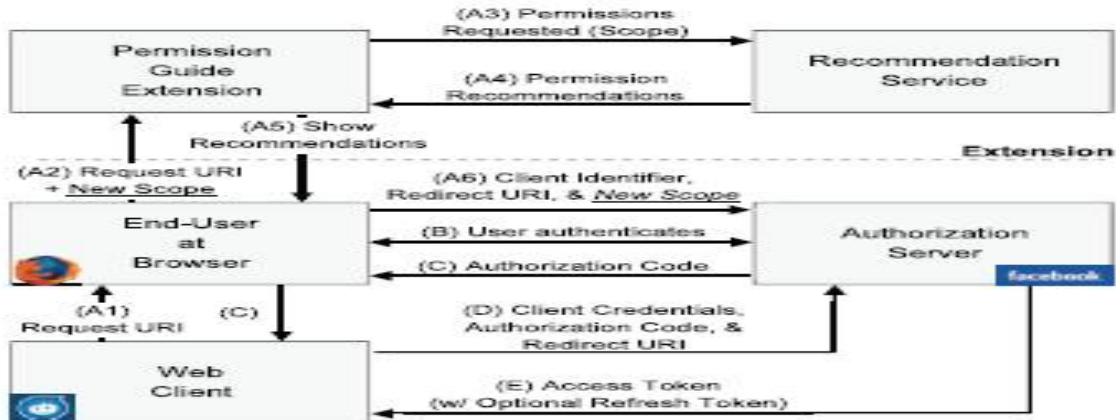 (A3) Permissions
Requested (Scope)
Permission
Guide
Extension
Recommendation
Service
(A4) Permission
Recommendations
(A5) Show
Recommendations
Extension
(A2) Request URI
+ New Scope
(A6) Client Identifier,
Redirect URI, & New Scope
End-User
at
Browser
(B) User authenticates
Authorization
Server
(C) Authorization Code
facebook
(A1)
Request URI
(C)
(D) Client Credentials,
Authorization Code, &
Redirect URI
Web
Client
(E) Access Token
(w/ Optional Refresh Token)